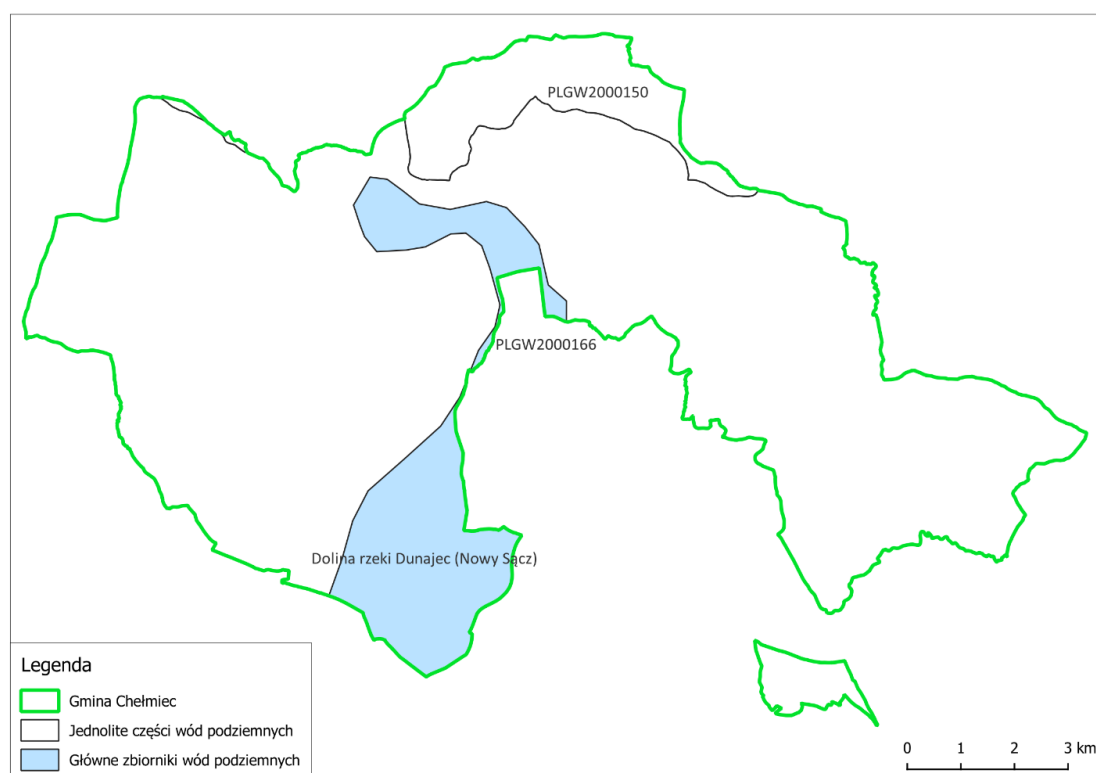 PLGW2000150
PLGW2000166
Dolina rzeki Dunajec (Nowy Sącz)
Legenda
Gmina Chełmiec
Jednolite części wód podziemnych
Główne zbiorniki wód podziemnych
0 1 2 3 km